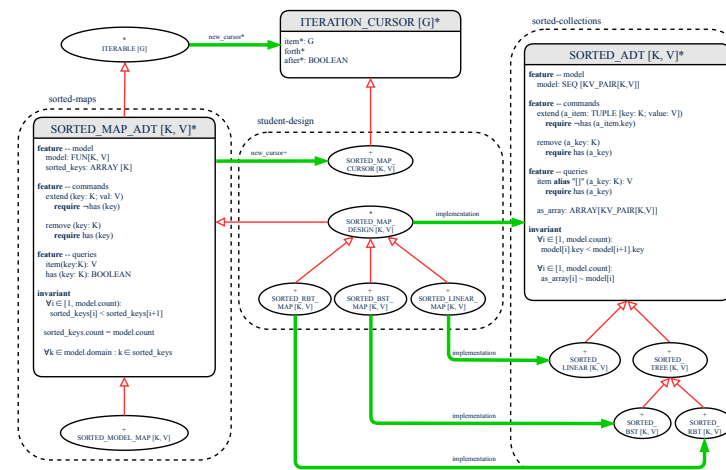 ITERATION_CURSOR [G]*
item*: G
forth*
after*: BOOLEAN
*
ITERABLE [G]
new_cursor*
sorted-collections
sorted-maps
student-design
SORTED_MAP_ADT [K, V]*
feature -- model
model: FUN[K, V]
sorted_keys: ARRAY [K]
feature -- commands
extend (key: K; val: V)
require ¬has (key)
remove (key: K)
require has (key)
feature -- queries
item(key:K): V
has (key: K): BOOLEAN
invariant
∀i ∈ [1, model.count):
sorted_keys[i] < sorted_keys[i+1]
sorted_keys.count = model.count
∀k ∈ model.domain : k ∈ sorted_keys
+
SORTED_MODEL_MAP [K, V]
new_cursor+
+
SORTED_MAP_
CURSOR [K, V]
*
SORTED_MAP_
DESIGN [K, V]
implementation
+
SORTED_RBT_
MAP [K, V]
+
SORTED_BST_
MAP [K, V]
+
SORTED_LINEAR_
MAP [K, V]
SORTED_ADT [K, V]*
feature -- model
model: SEQ [KV_PAIR[K,V]]
feature -- commands
extend (a_item: TUPLE [key: K; value: V])
require ¬has (a_item.key)
remove (a_key: K)
require has (a_key)
feature -- queries
item alias "[]" (a_key: K): V
require has (a_key)
as_array: ARRAY[KV_PAIR[K,V]]
invariant
∀i ∈ [1, model.count):
model[i].key < model[i+1].key
∀i ∈ [1, model.count]:
as_array[i] ~ model[i]
implementation
+
SORTED_
LINEAR [K, V]
+
SORTED_
TREE [K, V]
implementation
+
SORTED_
BST [K, V]
+
SORTED_
RBT [K, V]
implementation